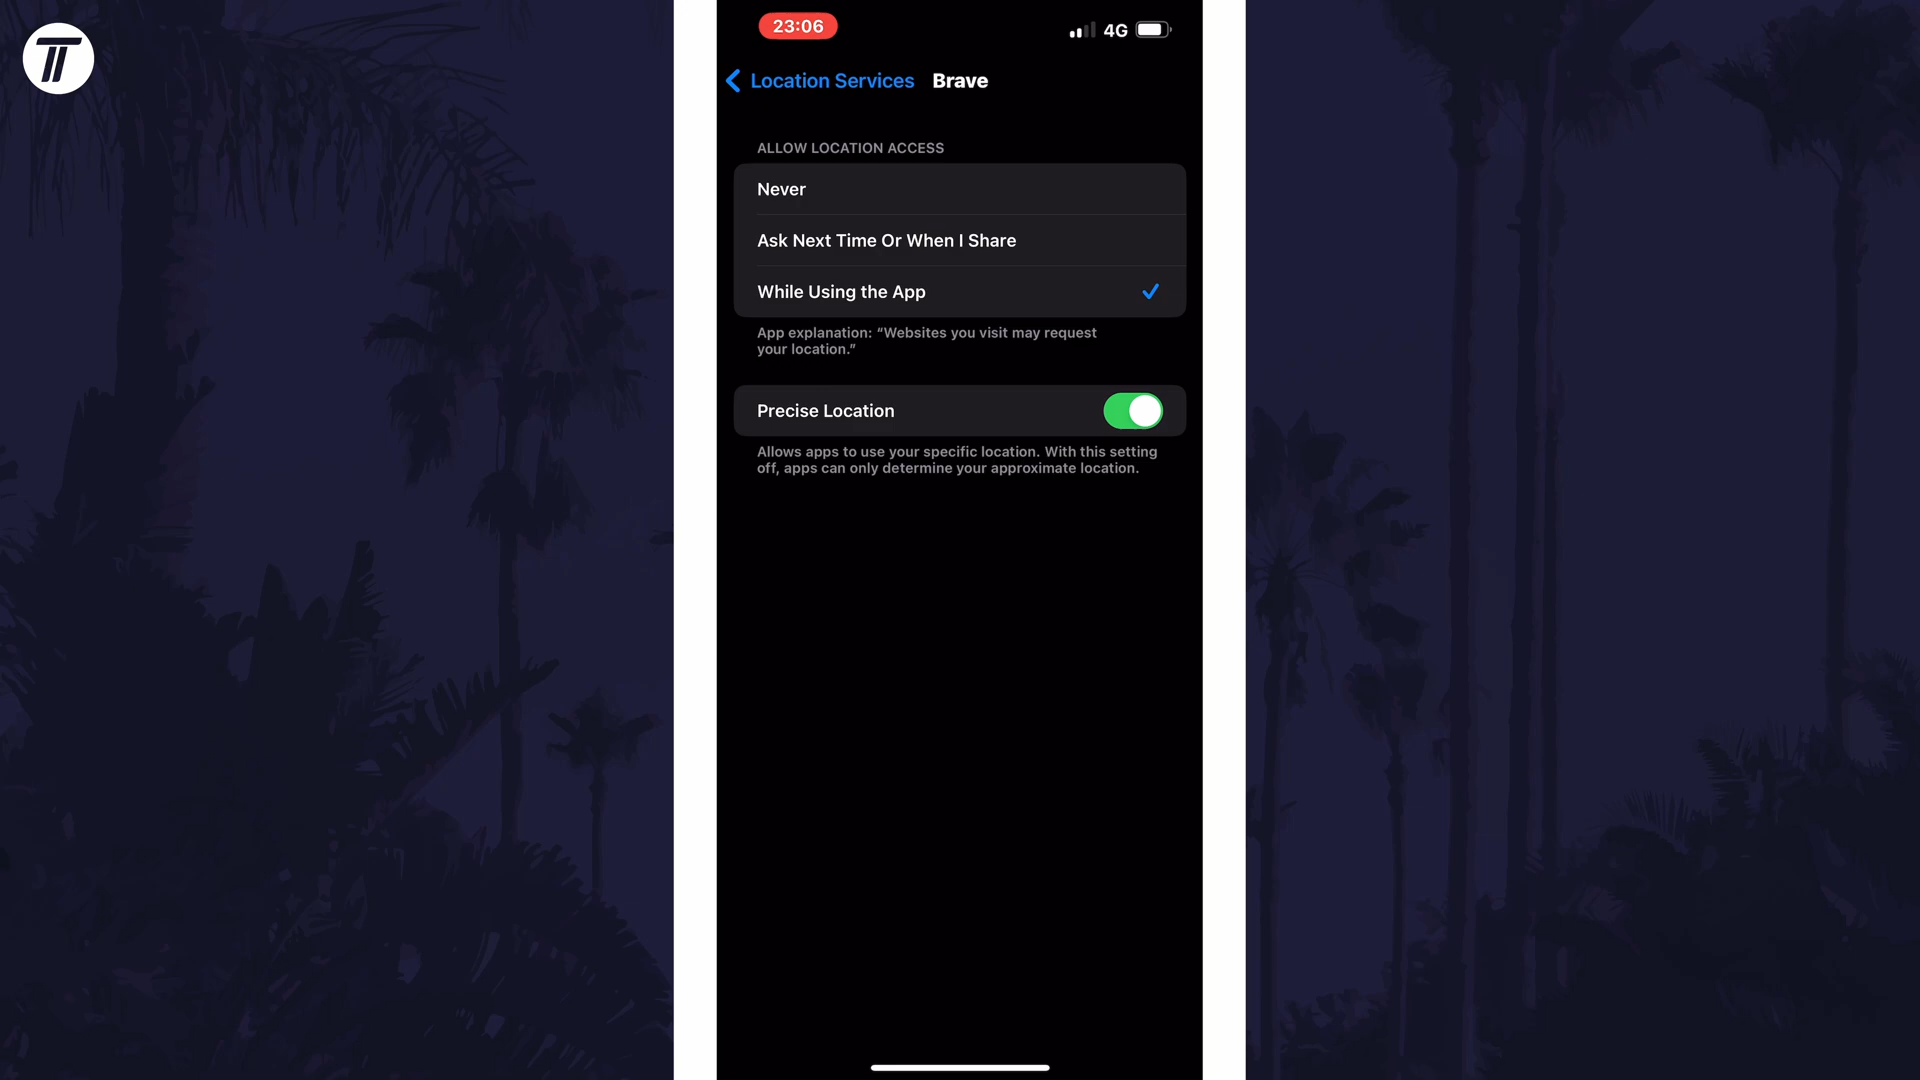 23:06
4G
Location Services
Brave
ALLOW LOCATION ACCESS
Never
Ask Next Time Or When I Share
While Using the App
App explanation: “Websites you visit may request
your location.”
Precise Location
Allows apps to use your specific location. With this setting
off, apps can only determine your approximate location.